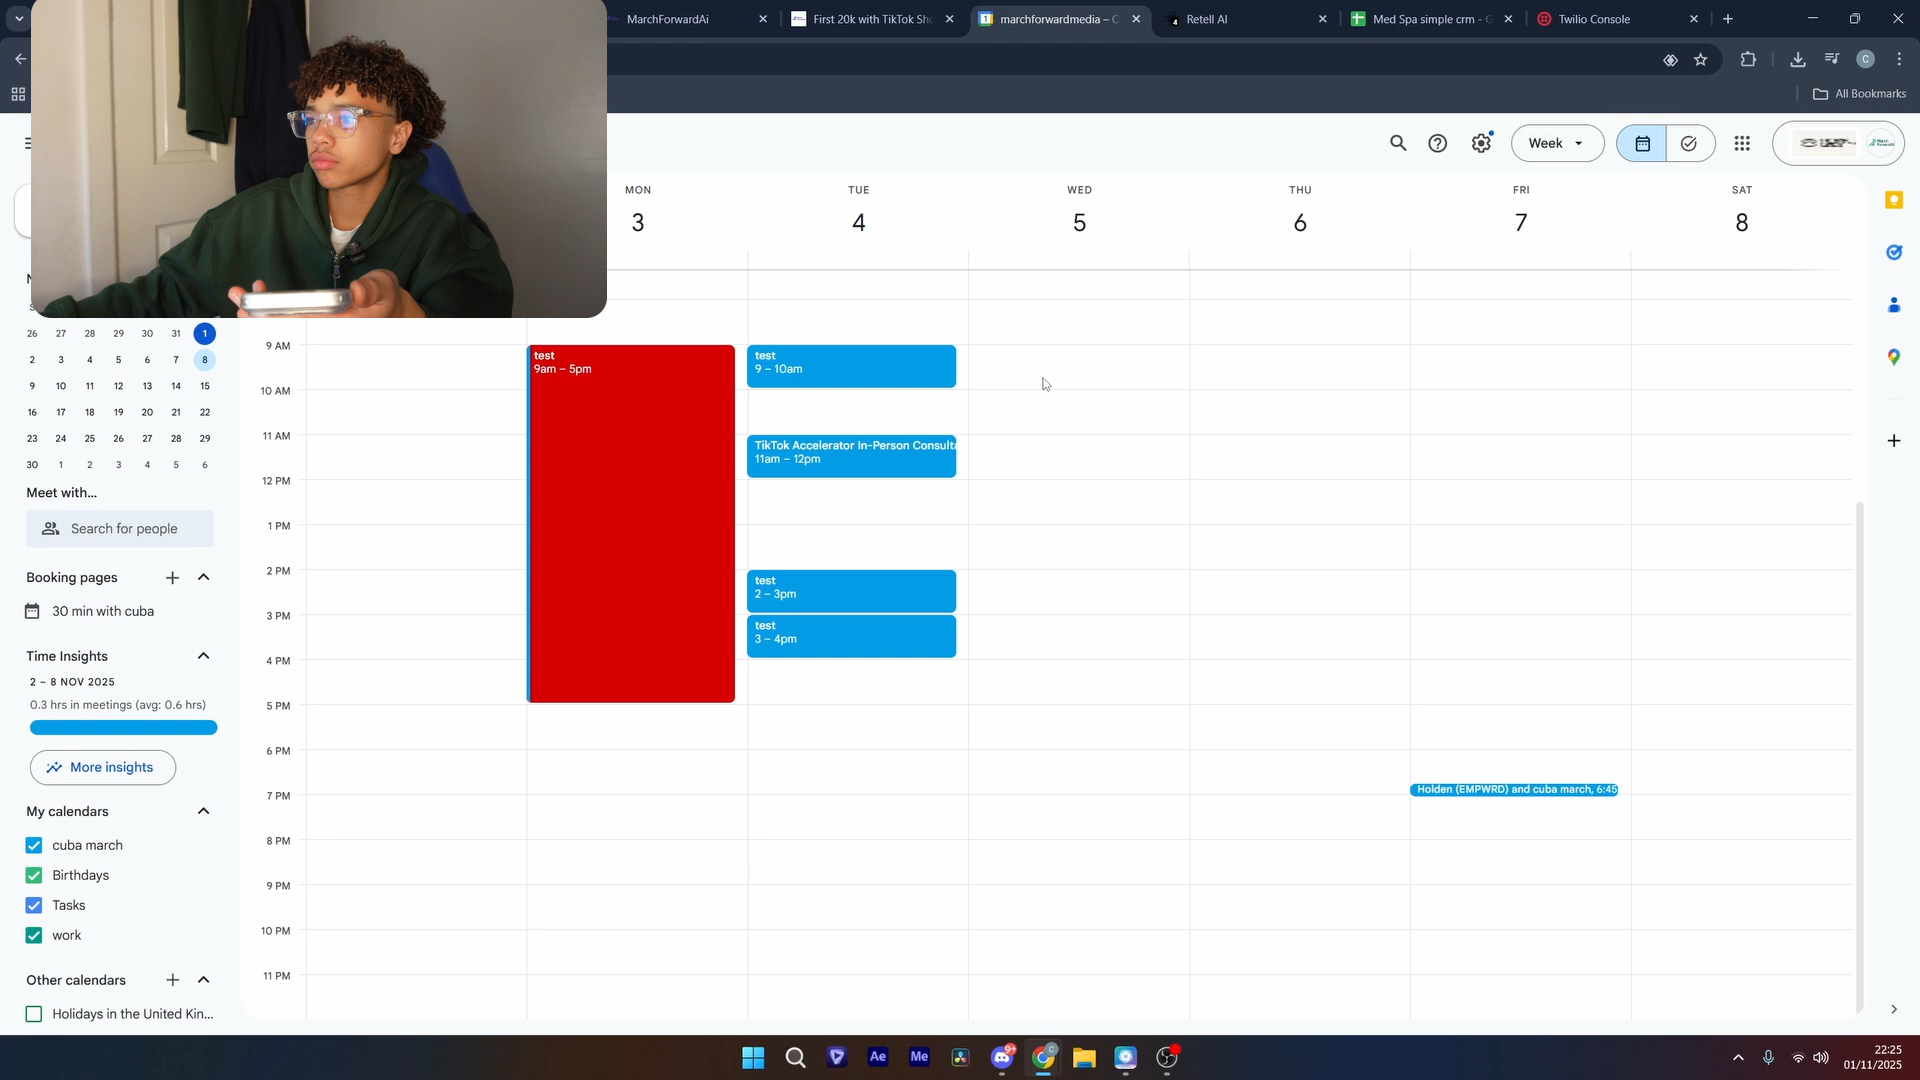 MarchForwardAi
First 20k with TikTok Sho
marchforwardmedia – C
Retell AI
Med Spa simple crm - G
Twilio Console
All Bookmarks
Week
MON
3
TUE
4
WED
5
THU
6
FRI
7
SAT
8
26 27 28 29 30 31 1
2 3 4 5 6 7 8
9 10 11 12 13 14 15
16 17 18 19 20 21 22
23 24 25 26 27 28 29
30 1 2 3 4 5 6
Meet with...
Search for people
Booking pages
30 min with cuba
Time Insights
2 – 8 NOV 2025
0.3 hrs in meetings (avg: 0.6 hrs)
More insights
My calendars
cuba march
Birthdays
Tasks
work
Other calendars
Holidays in the United Kin...
9 AM
10 AM
11 AM
12 PM
1 PM
2 PM
3 PM
4 PM
5 PM
6 PM
7 PM
8 PM
9 PM
10 PM
11 PM
test
9am – 5pm
test
9 – 10am
TikTok Accelerator In-Person Consulta
11am – 12pm
test
2 – 3pm
test
3 – 4pm
Holden (EMPWRD) and cuba march, 6:45
Ae
Me
9+
22:25
01/11/2025